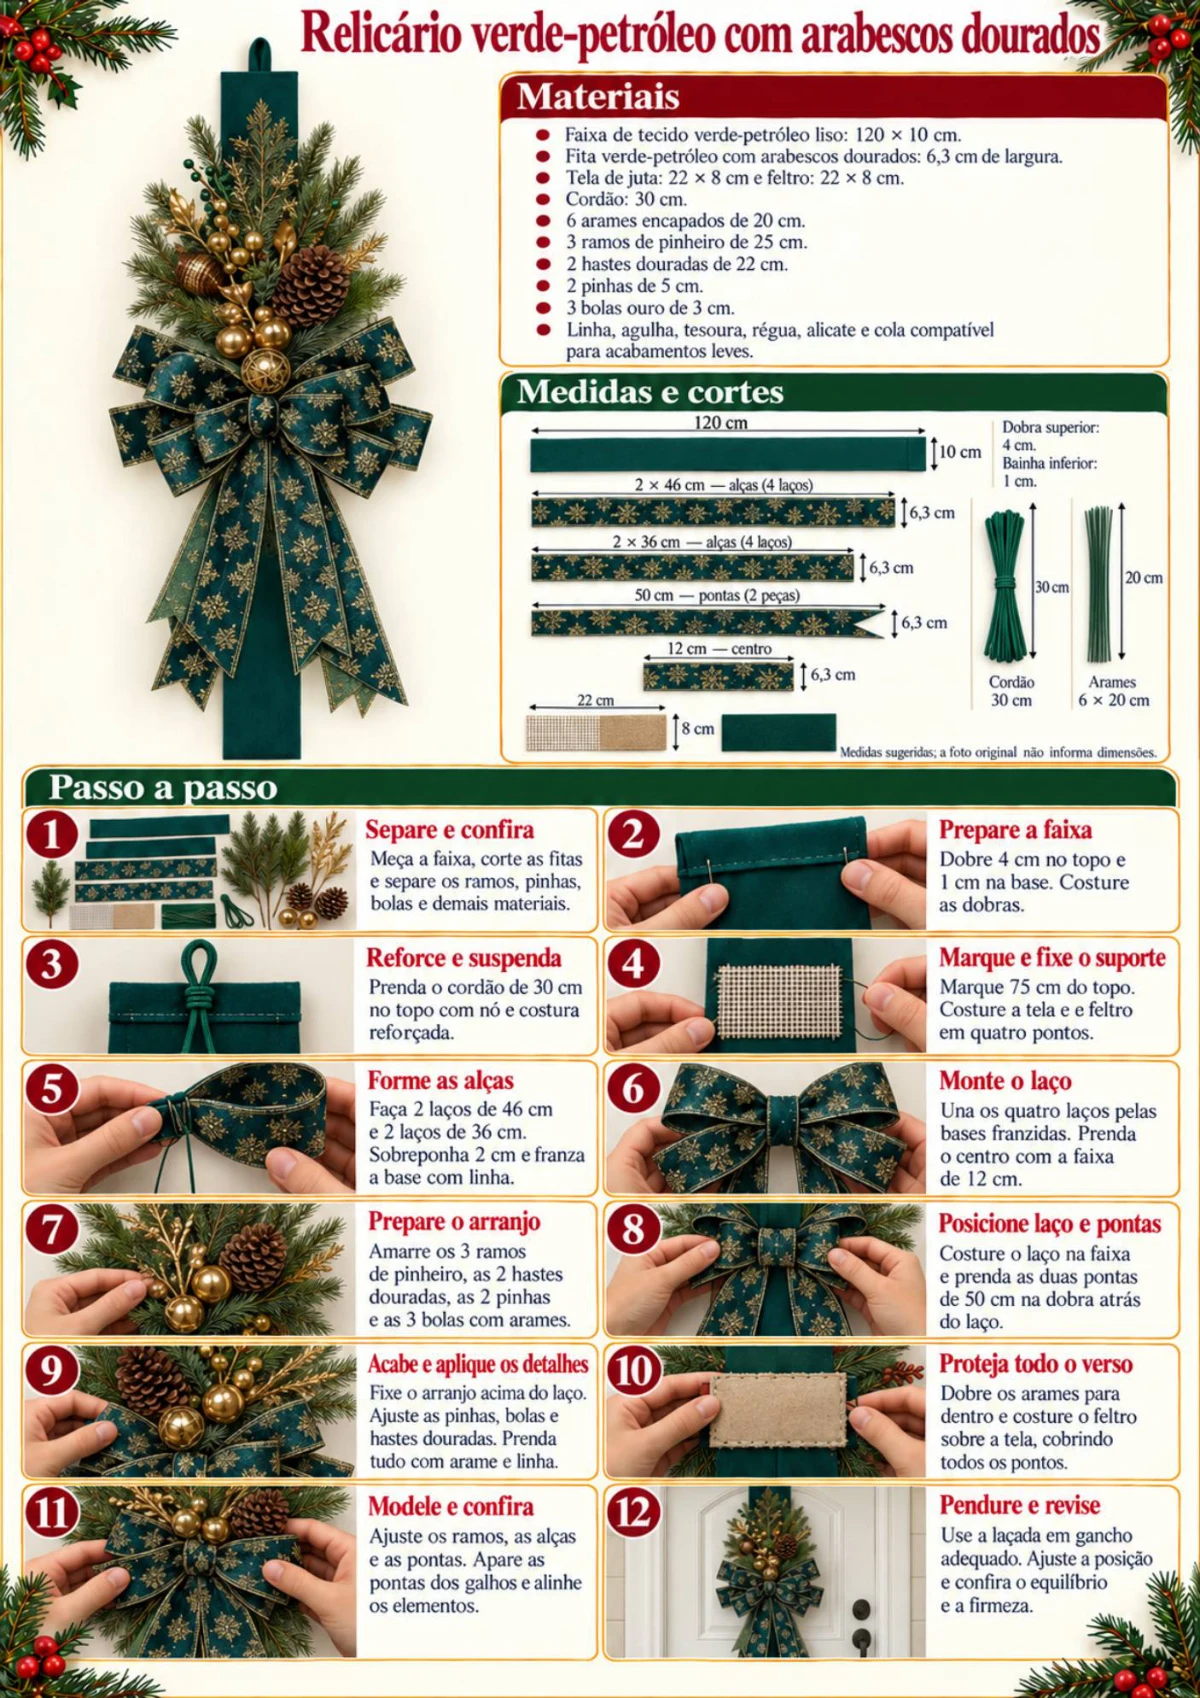 Relicário verde-petróleo com arabescos dourados
Materiais
Faixa de tecido verde-petróleo liso: 120 × 10 cm.
Fita verde-petróleo com arabescos dourados: 6,3 cm de largura.
Tela de juta: 22 × 8 cm e feltro: 22 × 8 cm.
Cordão: 30 cm.
6 arames encapados de 20 cm.
3 ramos de pinheiro de 25 cm.
2 hastes douradas de 22 cm.
2 pinhas de 5 cm.
3 bolas ouro de 3 cm.
Linha, agulha, tesoura, régua, alicate e cola compatível
para acabamentos leves.
Medidas e cortes
120 cm
10 cm
Dobra superior:
4 cm.
Bainha inferior:
1 cm.
2 × 46 cm — alças (4 laços)
6,3 cm
2 × 36 cm — alças (4 laços)
6,3 cm
50 cm — pontas (2 peças)
6,3 cm
12 cm — centro
6,3 cm
22 cm
8 cm
30 cm
Cordão
30 cm
20 cm
Arames
6 × 20 cm
Medidas sugeridas; a foto original não informa dimensões.
Passo a passo
1
Separe e confira
Meça a faixa, corte as fitas
e separe os ramos, pinhas,
bolas e demais materiais.
2
Prepare a faixa
Dobre 4 cm no topo e
1 cm na base. Costure
as dobras.
3
Reforce e suspenda
Prenda o cordão de 30 cm
no topo com nó e costura
reforçada.
4
Marque e fixe o suporte
Marque 75 cm do topo.
Costure a tela e e feltro
em quatro pontos.
5
Forme as alças
Faça 2 laços de 46 cm
e 2 laços de 36 cm.
Sobreponha 2 cm e franza
a base com linha.
6
Monte o laço
Una os quatro laços pelas
bases franzidas. Prenda
o centro com a faixa
de 12 cm.
7
Prepare o arranjo
Amarre os 3 ramos
de pinheiro, as 2 hastes
douradas, as 2 pinhas
e as 3 bolas com arames.
8
Posicione laço e pontas
Costure o laço na faixa
e prenda as duas pontas
de 50 cm na dobra atrás
do laço.
9
Acabe e aplique os detalhes
Fixe o arranjo acima do laço.
Ajuste as pinhas, bolas e
hastes douradas. Prenda
tudo com arame e linha.
10
Proteja todo o verso
Dobre os arames para
dentro e costure o feltro
sobre a tela, cobrindo
todos os pontos.
11
Modele e confira
Ajuste os ramos, as alças
e as pontas. Apare as
pontas dos galhos e alinhe
os elementos.
12
Pendure e revise
Use a laçada em gancho
adequado. Ajuste a posição
e confira o equilíbrio
e a firmeza.